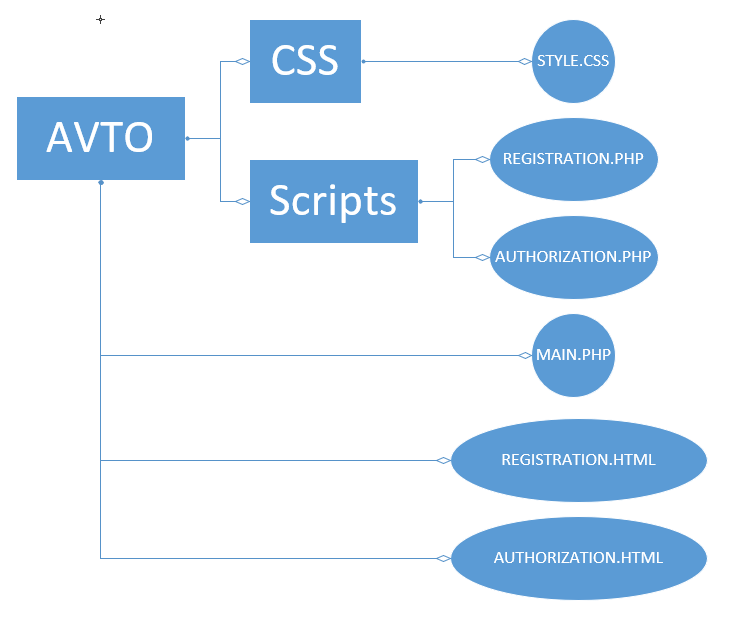 CSS
STYLE.CSS
AVTO
REGISTRATION.PHP
Scripts
AUTHORIZATION.PHP
MAIN.PHP
REGISTRATION.HTML
AUTHORIZATION.HTML